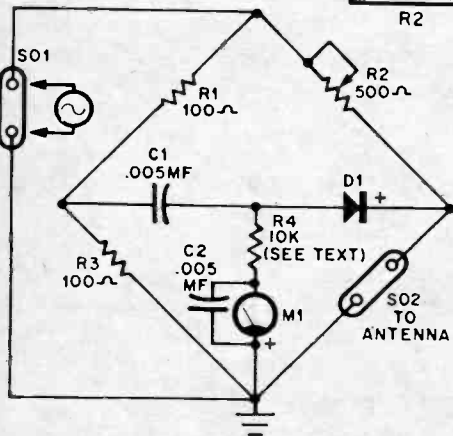 R2
SO1
R1
100Ω
R2
500Ω
C1
.005MF
D1
+
R4
10K
(SEE TEXT)
C2
.005
MF
R3
100Ω
M1
+
SO2
TO
ANTENNA